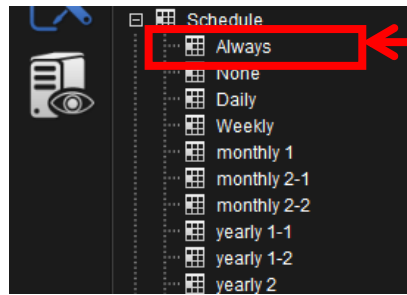 Schedule
Always
None
Daily
Weekly
monthly 1
monthly 2-1
monthly 2-2
yearly 1-1
yearly 1-2
yearly 2